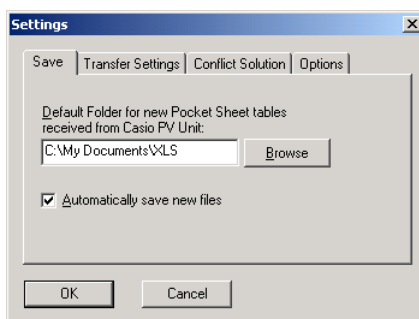 Settings
Save Transfer Settings Conflict Solution Options
Default Folder for new Pocket Sheet tables
received from Casio PV Unit:
C:\My Documents\XLS Browse
Automatically save new files
OK Cancel